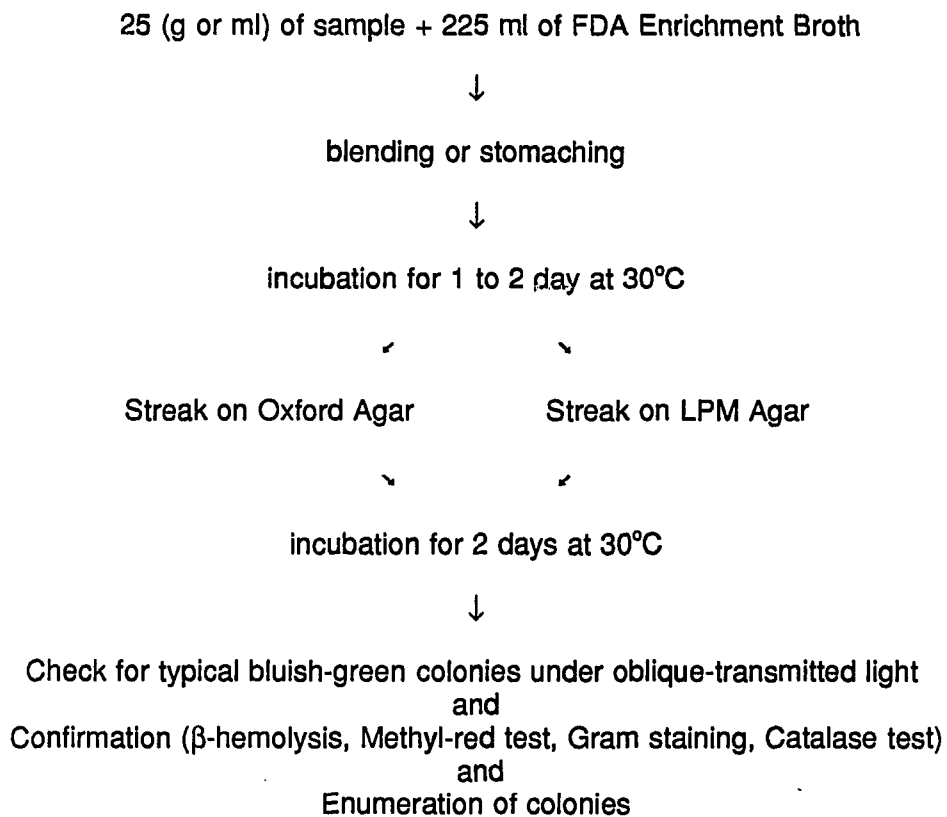 25 (g or ml) of sample + 225 ml of FDA Enrichment Broth
↓
blending or stomaching
↓
incubation for 1 to 2 day at 30°C
↙ ↘
Streak on Oxford Agar Streak on LPM Agar
↘ ↙
incubation for 2 days at 30°C
↓
Check for typical bluish-green colonies under oblique-transmitted light
and
Confirmation (β-hemolysis, Methyl-red test, Gram staining, Catalase test)
and
Enumeration of colonies